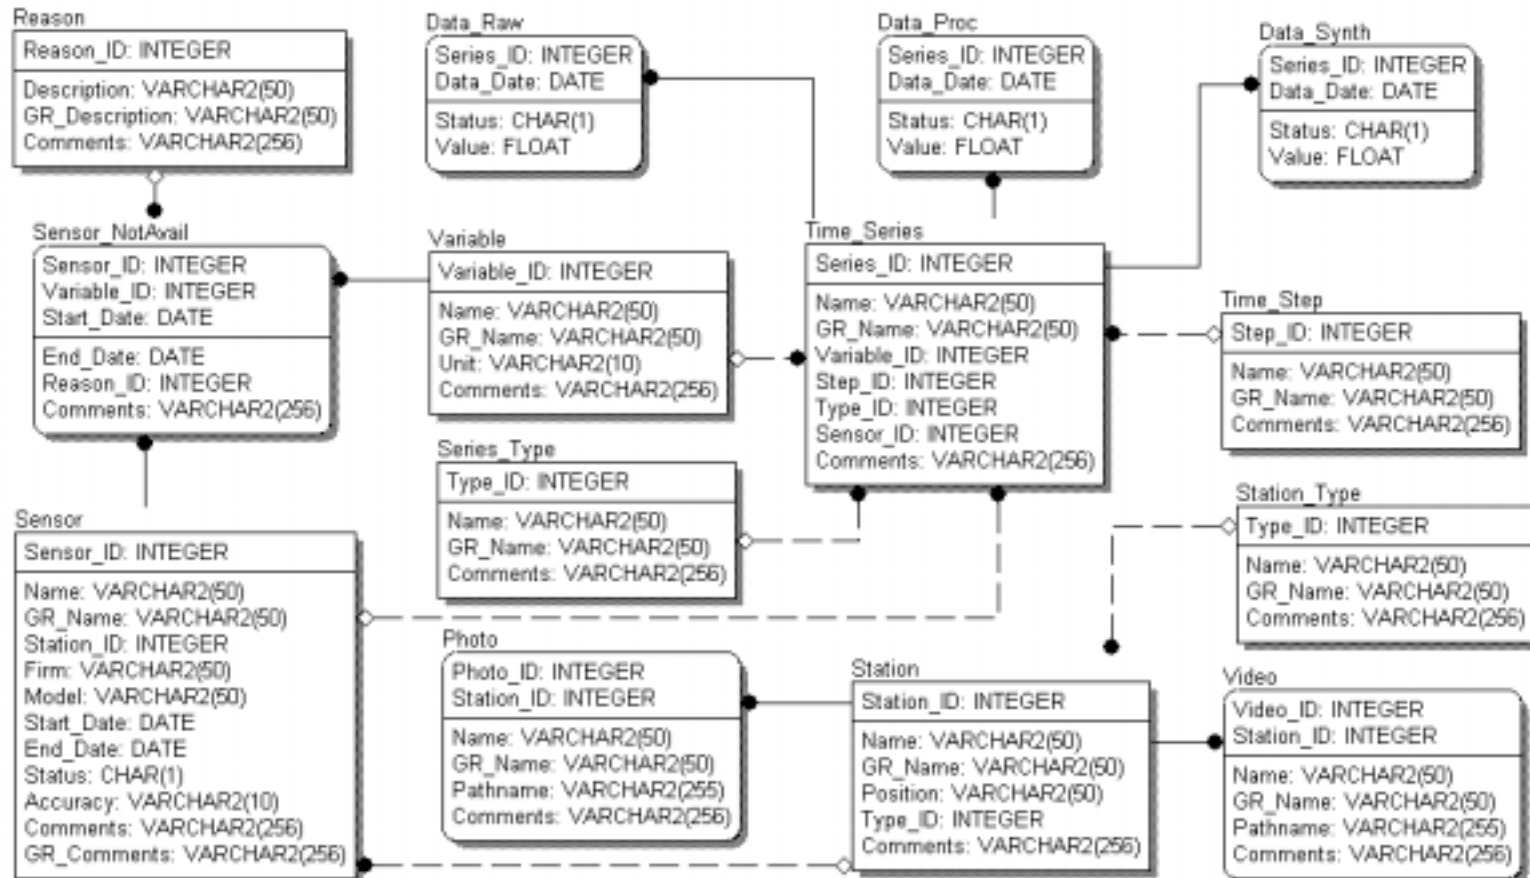 Reason
Reason_ID: INTEGER
Description: VARCHAR2(50)
GR_Description: VARCHAR2(50)
Comments: VARCHAR2(256)
Data_Raw
Series_ID: INTEGER
Data_Date: DATE
Status: CHAR(1)
Value: FLOAT
Data_Proc
Series_ID: INTEGER
Data_Date: DATE
Status: CHAR(1)
Value: FLOAT
Data_Synth
Series_ID: INTEGER
Data_Date: DATE
Status: CHAR(1)
Value: FLOAT
Sensor_NotAvail
Sensor_ID: INTEGER
Variable_ID: INTEGER
Start_Date: DATE
End_Date: DATE
Reason_ID: INTEGER
Comments: VARCHAR2(256)
Variable
Variable_ID: INTEGER
Name: VARCHAR2(50)
GR_Name: VARCHAR2(50)
Unit: VARCHAR2(10)
Comments: VARCHAR2(256)
Time_Series
Series_ID: INTEGER
Name: VARCHAR2(50)
GR_Name: VARCHAR2(50)
Variable_ID: INTEGER
Step_ID: INTEGER
Type_ID: INTEGER
Sensor_ID: INTEGER
Comments: VARCHAR2(256)
Time_Step
Step_ID: INTEGER
Name: VARCHAR2(50)
GR_Name: VARCHAR2(50)
Comments: VARCHAR2(256)
Series_Type
Type_ID: INTEGER
Name: VARCHAR2(50)
GR_Name: VARCHAR2(50)
Comments: VARCHAR2(256)
Station_Type
Type_ID: INTEGER
Name: VARCHAR2(50)
GR_Name: VARCHAR2(50)
Comments: VARCHAR2(256)
Sensor
Sensor_ID: INTEGER
Name: VARCHAR2(50)
GR_Name: VARCHAR2(50)
Station_ID: INTEGER
Firm: VARCHAR2(50)
Model: VARCHAR2(50)
Start_Date: DATE
End_Date: DATE
Status: CHAR(1)
Accuracy: VARCHAR2(10)
Comments: VARCHAR2(256)
GR_Comments: VARCHAR2(256)
Photo
Photo_ID: INTEGER
Station_ID: INTEGER
Name: VARCHAR2(50)
GR_Name: VARCHAR2(50)
Pathname: VARCHAR2(255)
Comments: VARCHAR2(256)
Station
Station_ID: INTEGER
Name: VARCHAR2(50)
GR_Name: VARCHAR2(50)
Position: VARCHAR2(50)
Type_ID: INTEGER
Comments: VARCHAR2(256)
Video
Video_ID: INTEGER
Station_ID: INTEGER
Name: VARCHAR2(50)
GR_Name: VARCHAR2(50)
Pathname: VARCHAR2(255)
Comments: VARCHAR2(256)